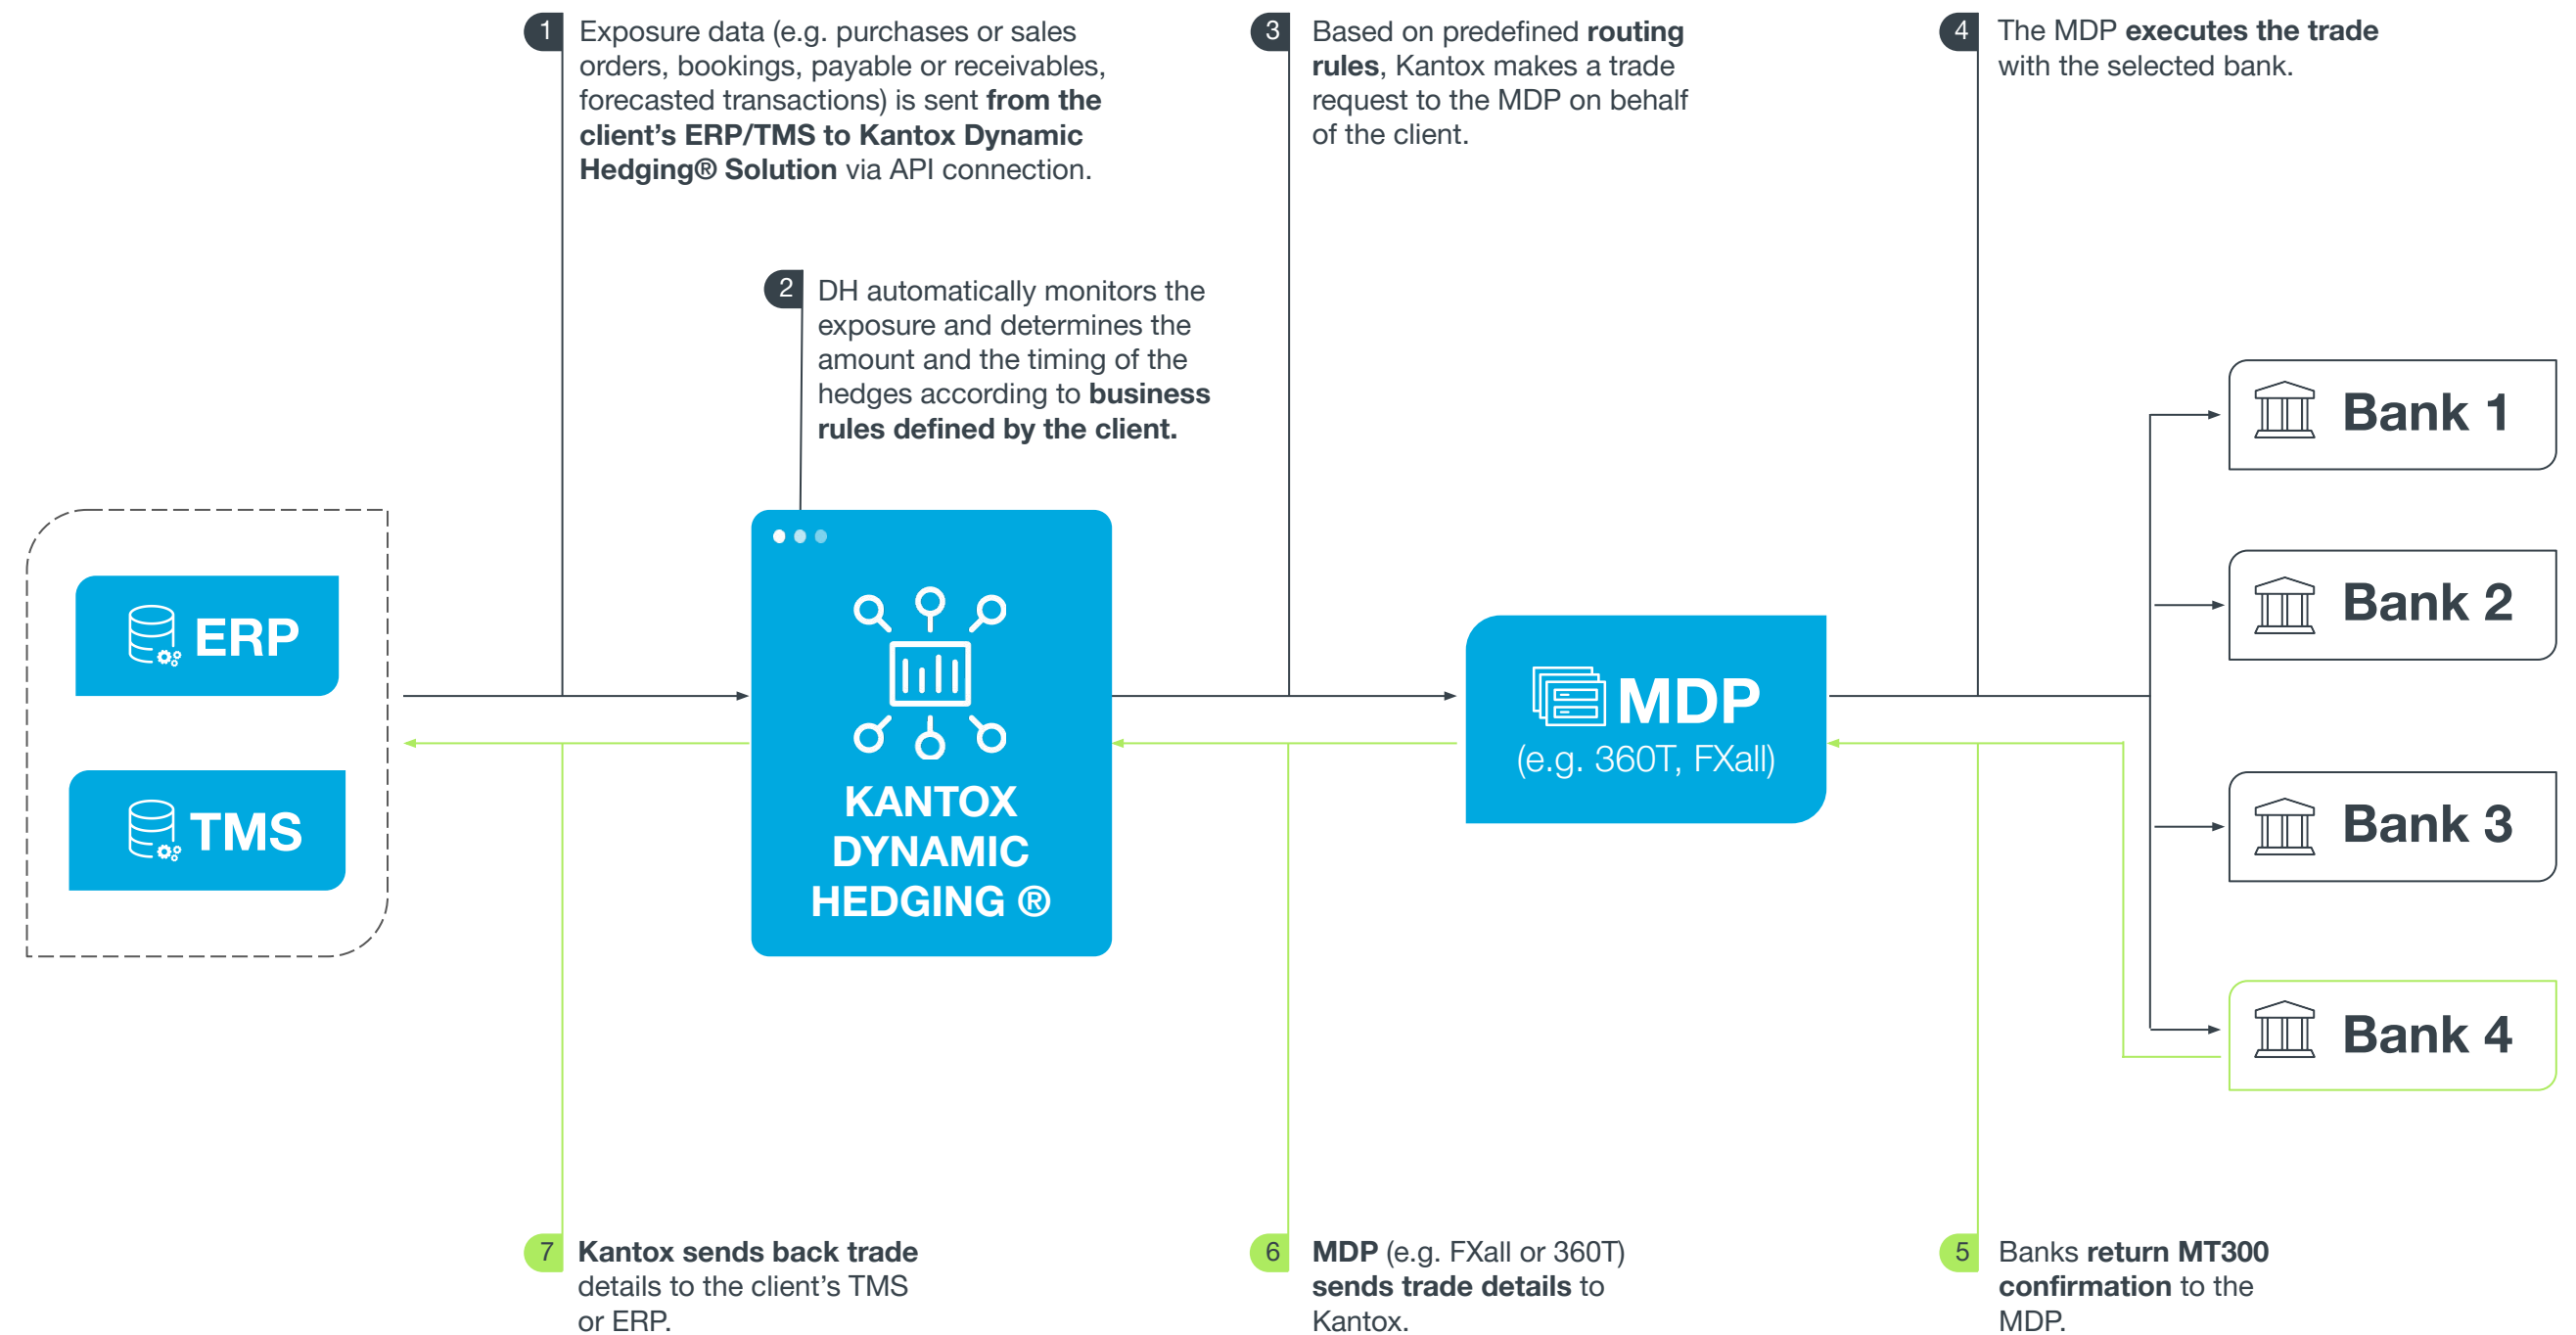 1
Exposure data (e.g. purchases or sales
orders, bookings, payable or receivables,
forecasted transactions) is sent from the
client’s ERP/TMS to Kantox Dynamic
Hedging® Solution via API connection.
2
DH automatically monitors the
exposure and determines the
amount and the timing of the
hedges according to business
rules defined by the client.
3
Based on predefined routing
rules, Kantox makes a trade
request to the MDP on behalf
of the client.
4
The MDP executes the trade
with the selected bank.
ERP
TMS
KANTOX
DYNAMIC
HEDGING ®
MDP
(e.g. 360T, FXall)
Bank 1
Bank 2
Bank 3
Bank 4
7
Kantox sends back trade
details to the client’s TMS
or ERP.
6
MDP (e.g. FXall or 360T)
sends trade details to
Kantox.
5
Banks return MT300
confirmation to the
MDP.